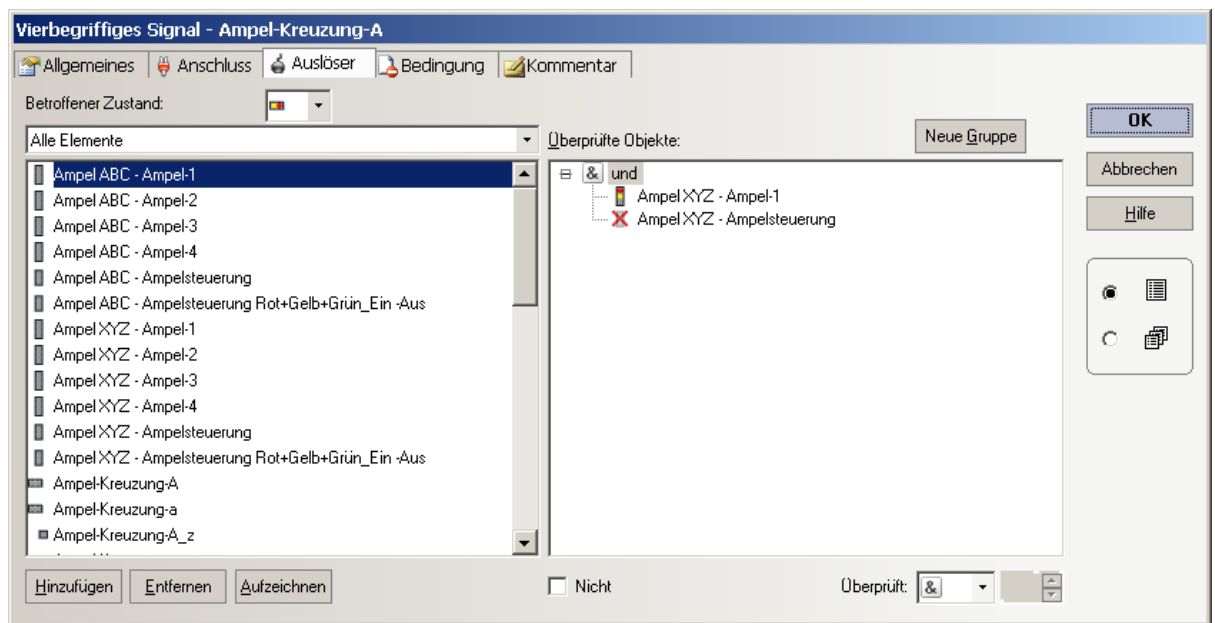 Vierbegriffiges Signal - Ampel-Kreuzung-A
Allgemeines Anschluss Auslöser Bedingung Kommentar
Betroffener Zustand:
Alle Elemente
Überprüfte Objekte:
Neue Gruppe
OK
Abbrechen
Hilfe
Ampel ABC - Ampel-1
Ampel ABC - Ampel-2
Ampel ABC - Ampel-3
Ampel ABC - Ampel-4
Ampel ABC - Ampelsteuerung
Ampel ABC - Ampelsteuerung Rot+Gelb+Grün_Ein -Aus
Ampel XYZ - Ampel-1
Ampel XYZ - Ampel-2
Ampel XYZ - Ampel-3
Ampel XYZ - Ampel-4
Ampel XYZ - Ampelsteuerung
Ampel XYZ - Ampelsteuerung Rot+Gelb+Grün_Ein -Aus
Ampel-Kreuzung-A
Ampel-Kreuzung-a
Ampel-Kreuzung-A_z
& und
Ampel XYZ - Ampel-1
Ampel XYZ - Ampelsteuerung
Hinzufügen Entfernen Aufzeichnen
Nicht
Überprüft: &